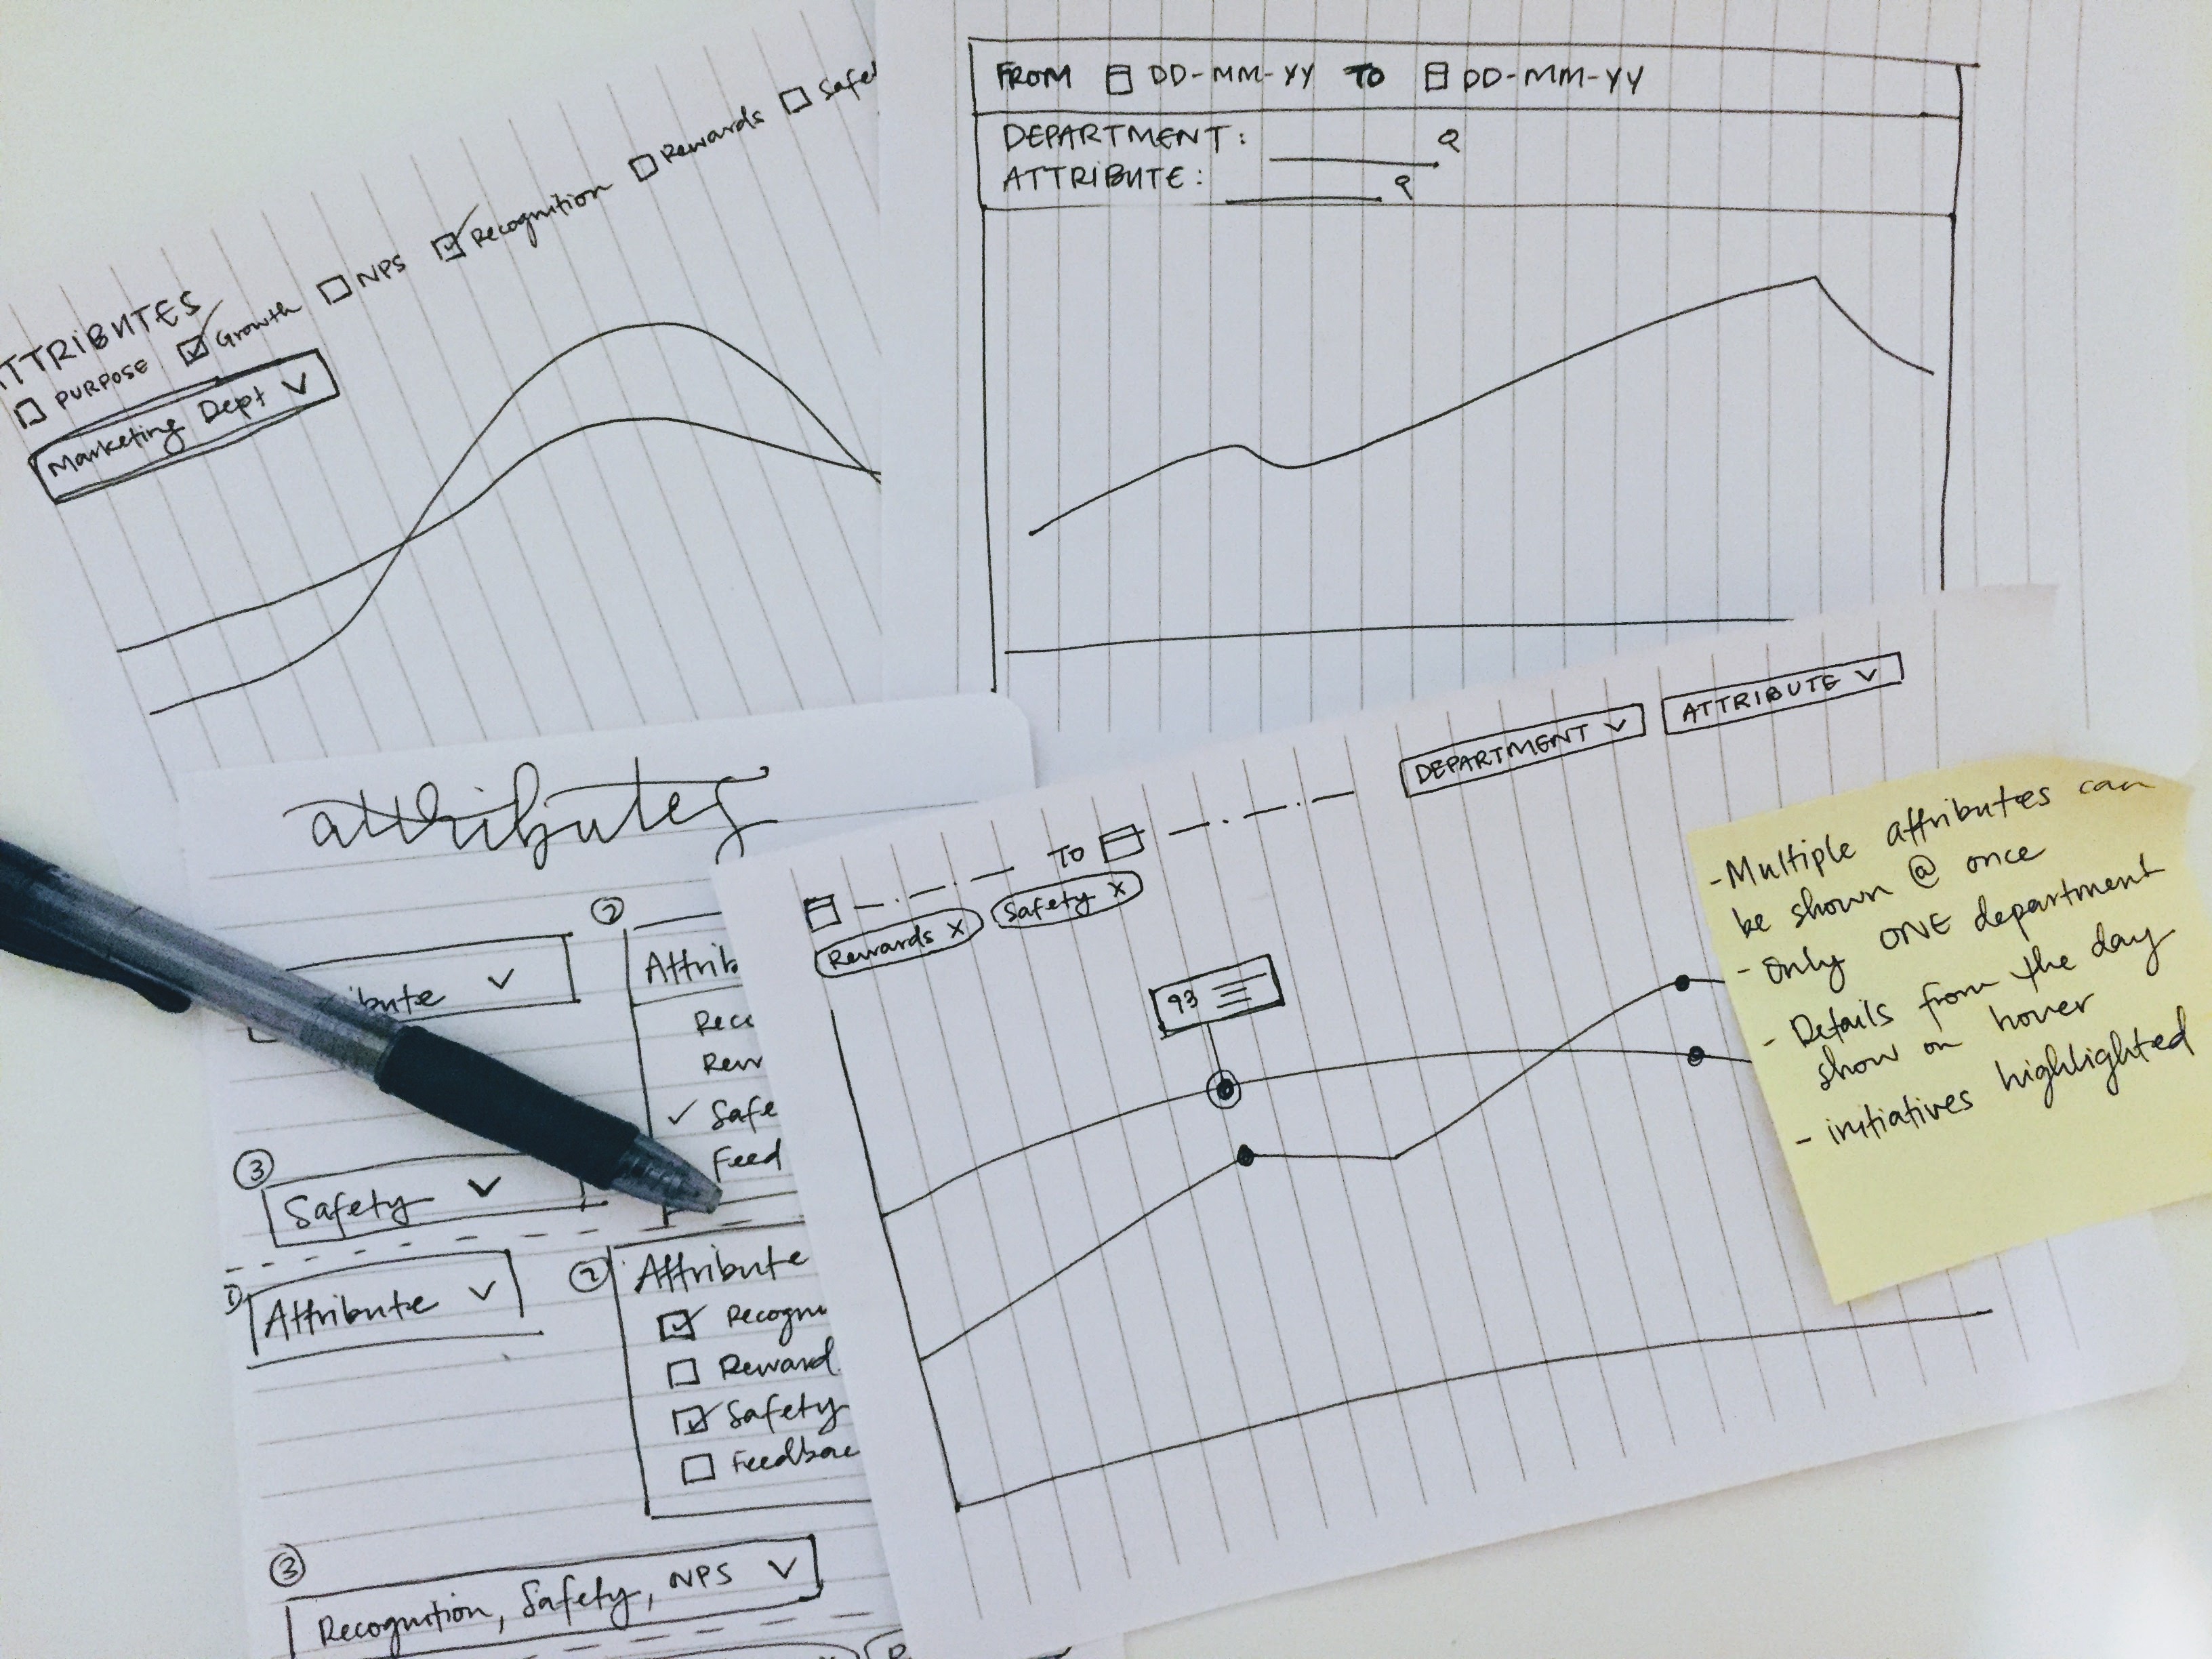 ATTRIBUTES
PURPOSE Growth NPS Recognition Rewards Safe
Marketing Dept
FROM DD-MM-YY TO DD-MM-YY
DEPARTMENT:
ATTRIBUTE:
attributes
ibute
2
Attrib
Reco
Rew
Safe
Feed
3
Safety
1
Attribute
2
Attribute
Recogni
Reward
Safety
Feedbac
3
Recognition, Safety, NPS
R
DEPARTMENT ATTRIBUTE
TO
Rewards x Safety x
93
-Multiple attributes can
be shown @ once
- Only ONE department
- Details from the day
show on hover
- initiatives highlighted